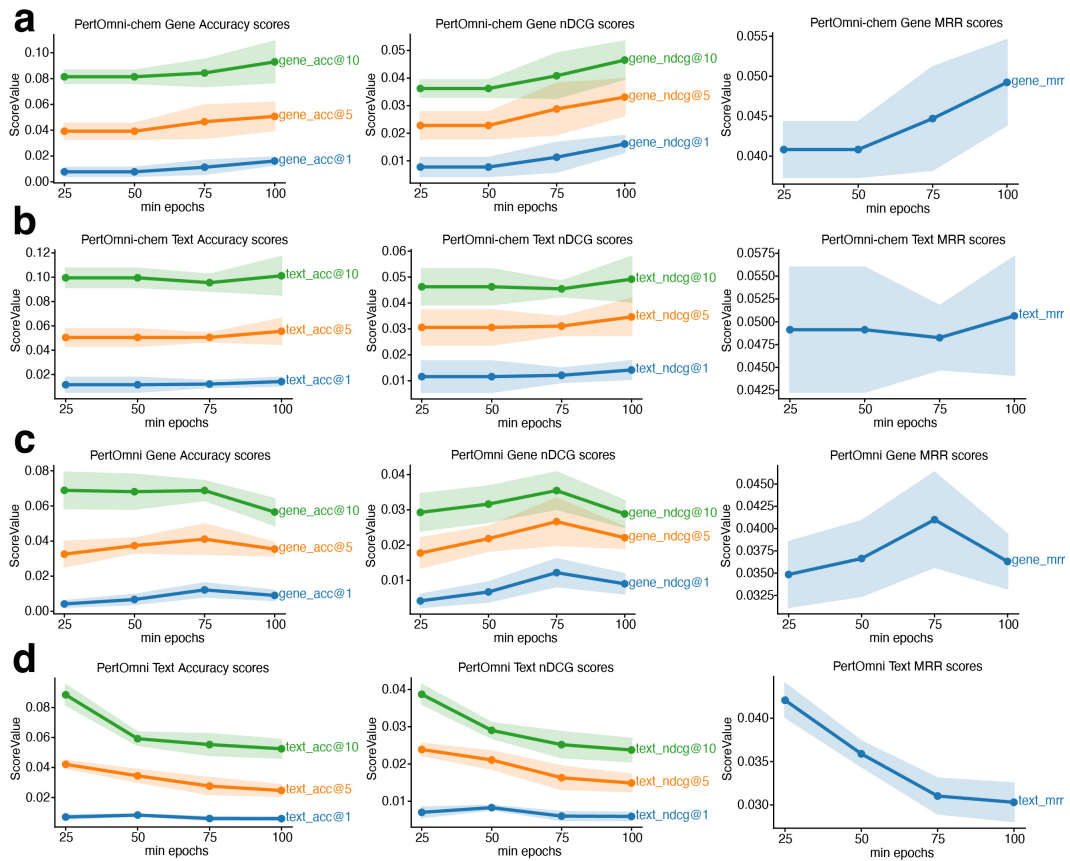 a
PertOmni-chem Gene Accuracy scores
ScoreValue
0.10
0.08
0.06
0.04
0.02
0.00
gene_acc@10
gene_acc@5
gene_acc@1
25 50 75 100
min epochs
PertOmni-chem Gene nDCG scores
ScoreValue
0.05
0.04
0.03
0.02
0.01
gene_ndcg@10
gene_ndcg@5
gene_ndcg@1
25 50 75 100
min epochs
PertOmni-chem Gene MRR scores
ScoreValue
0.055
0.050
0.045
0.040
gene_mrr
25 50 75 100
min epochs
b
PertOmni-chem Text Accuracy scores
ScoreValue
0.12
0.10
0.08
0.06
0.04
0.02
text_acc@10
text_acc@5
text_acc@1
25 50 75 100
min epochs
PertOmni-chem Text nDCG scores
ScoreValue
0.06
0.05
0.04
0.03
0.02
0.01
text_ndcg@10
text_ndcg@5
text_ndcg@1
25 50 75 100
min epochs
PertOmni-chem Text MRR scores
ScoreValue
0.0575
0.0550
0.0525
0.0500
0.0475
0.0450
0.0425
text_mrr
25 50 75 100
min epochs
c
PertOmni Gene Accuracy scores
ScoreValue
0.08
0.06
0.04
0.02
0.00
gene_acc@10
gene_acc@5
gene_acc@1
25 50 75 100
min epochs
PertOmni Gene nDCG scores
ScoreValue
0.04
0.03
0.02
0.01
gene_ndcg@10
gene_ndcg@5
gene_ndcg@1
25 50 75 100
min epochs
PertOmni Gene MRR scores
ScoreValue
0.0450
0.0425
0.0400
0.0375
0.0350
0.0325
gene_mrr
25 50 75 100
min epochs
d
PertOmni Text Accuracy scores
ScoreValue
0.08
0.06
0.04
0.02
text_acc@10
text_acc@5
text_acc@1
25 50 75 100
min epochs
PertOmni Text nDCG scores
ScoreValue
0.04
0.03
0.02
0.01
text_ndcg@10
text_ndcg@5
text_ndcg@1
25 50 75 100
min epochs
PertOmni Text MRR scores
ScoreValue
0.040
0.035
0.030
text_mrr
25 50 75 100
min epochs